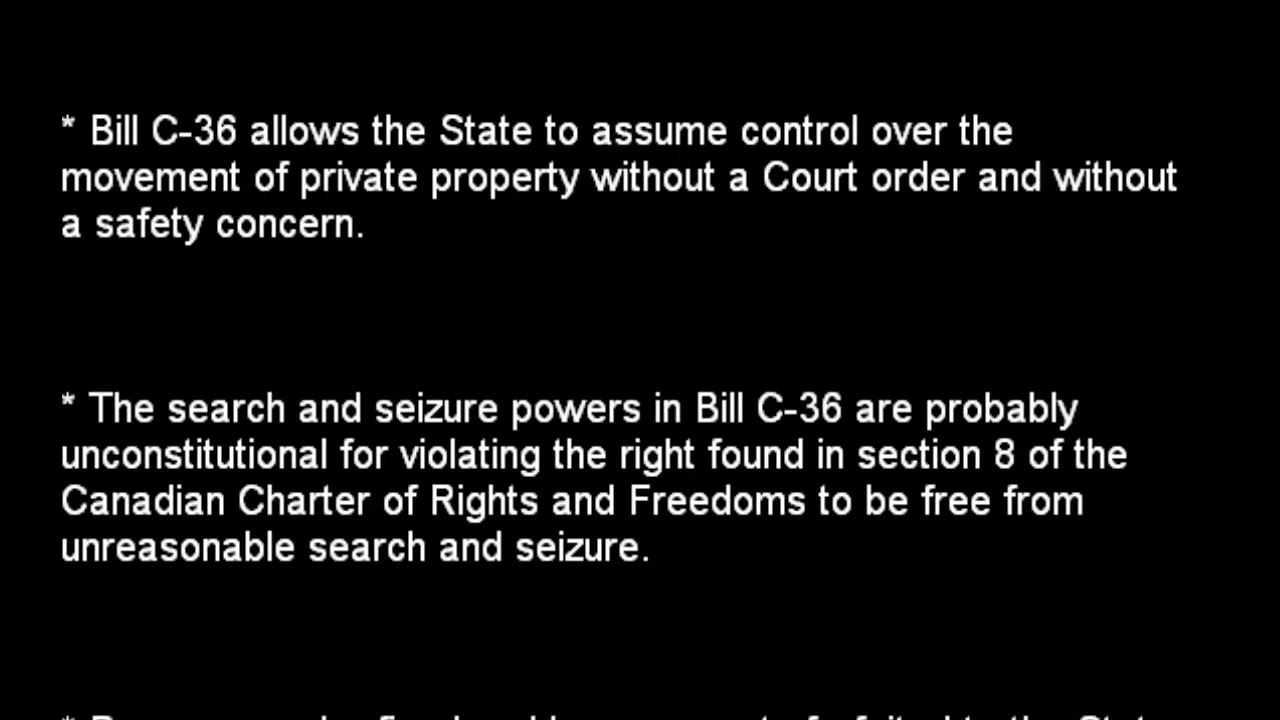 * Bill C-36 allows the State to assume control over the
movement of private property without a Court order and without
a safety concern.
* The search and seizure powers in Bill C-36 are probably
unconstitutional for violating the right found in section 8 of the
Canadian Charter of Rights and Freedoms to be free from
unreasonable search and seizure.